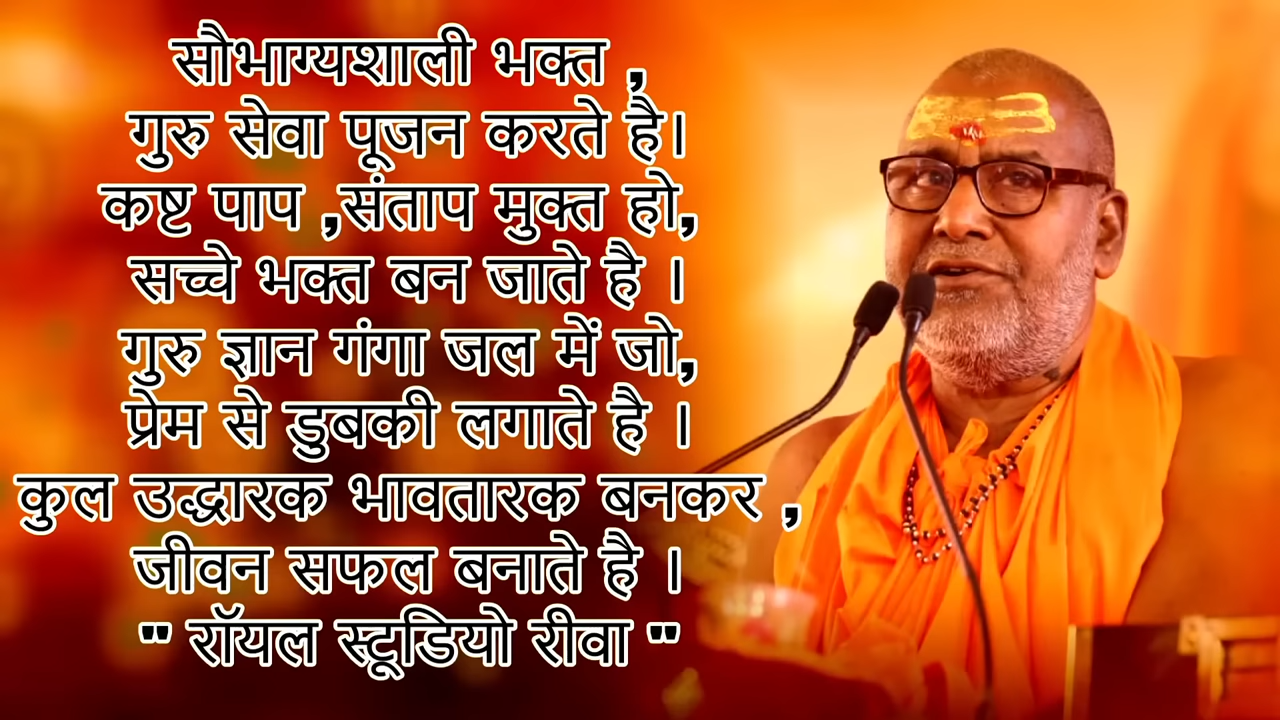 सौभाग्यशाली भक्त ,
गुरु सेवा पूजन करते है।
कष्ट पाप ,संताप मुक्त हो,
सच्चे भक्त बन जाते है ।
गुरु ज्ञान गंगा जल में जो,
प्रेम से डुबकी लगाते है ।
कुल उद्धारक भावतारक बनकर ,
जीवन सफल बनाते है ।
" रॉयल स्टूडियो रीवा "